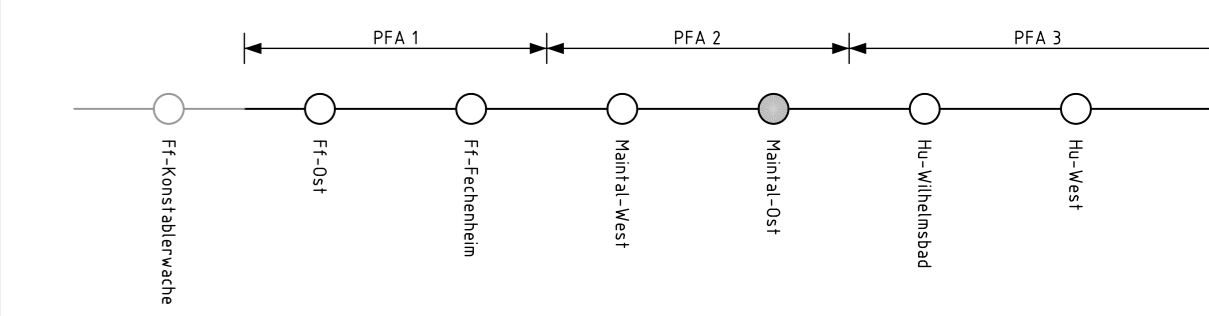 PFA 1
PFA 2
PFA 3
Ff-Konstablerwache
Ff-Ost
Ff-Fechenheim
Maintal-West
Maintal-Ost
Hu-Wilhelmsbad
Hu-West